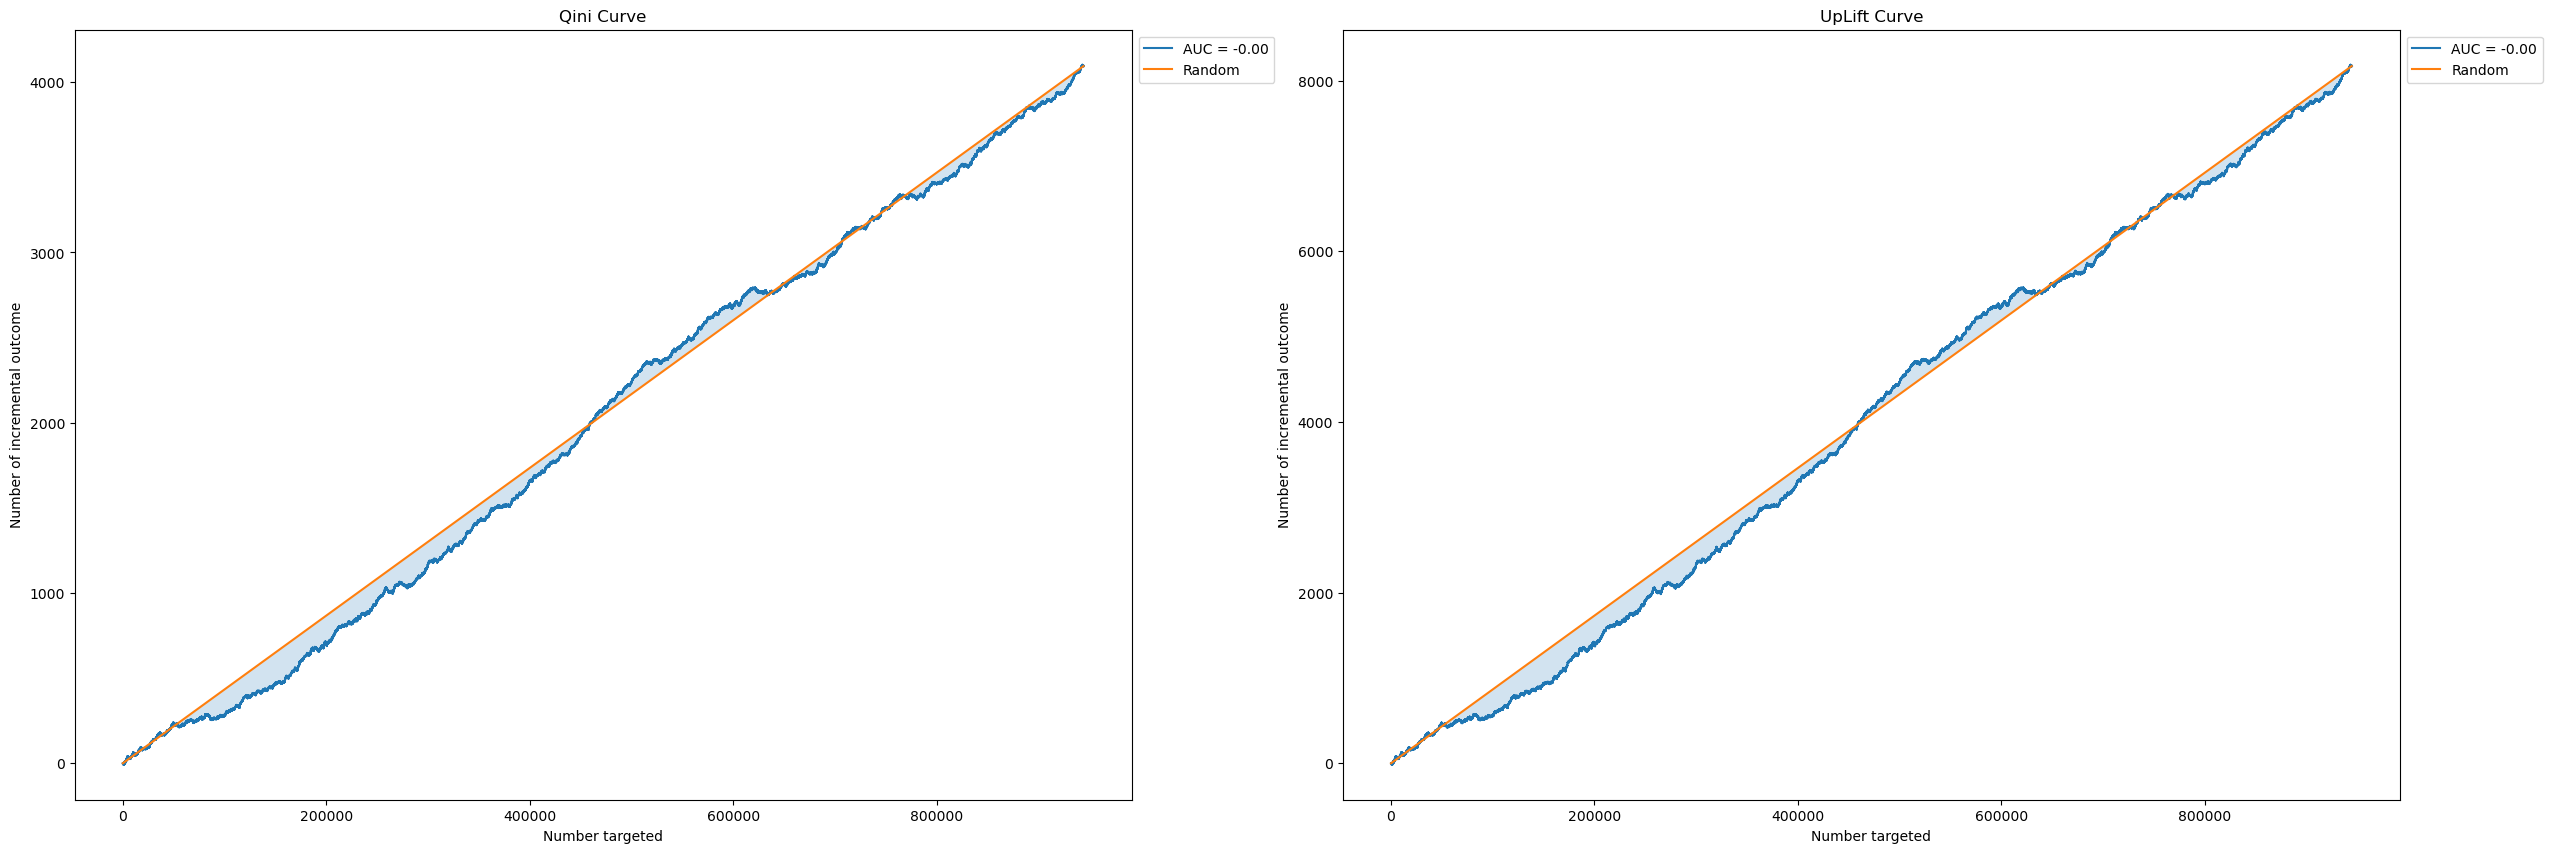 Qini Curve
AUC = -0.00
Random
4000
3000
2000
1000
0
Number of incremental outcome
0 200000 400000 600000 800000
Number targeted
UpLift Curve
AUC = -0.00
Random
8000
6000
4000
2000
0
Number of incremental outcome
0 200000 400000 600000 800000
Number targeted